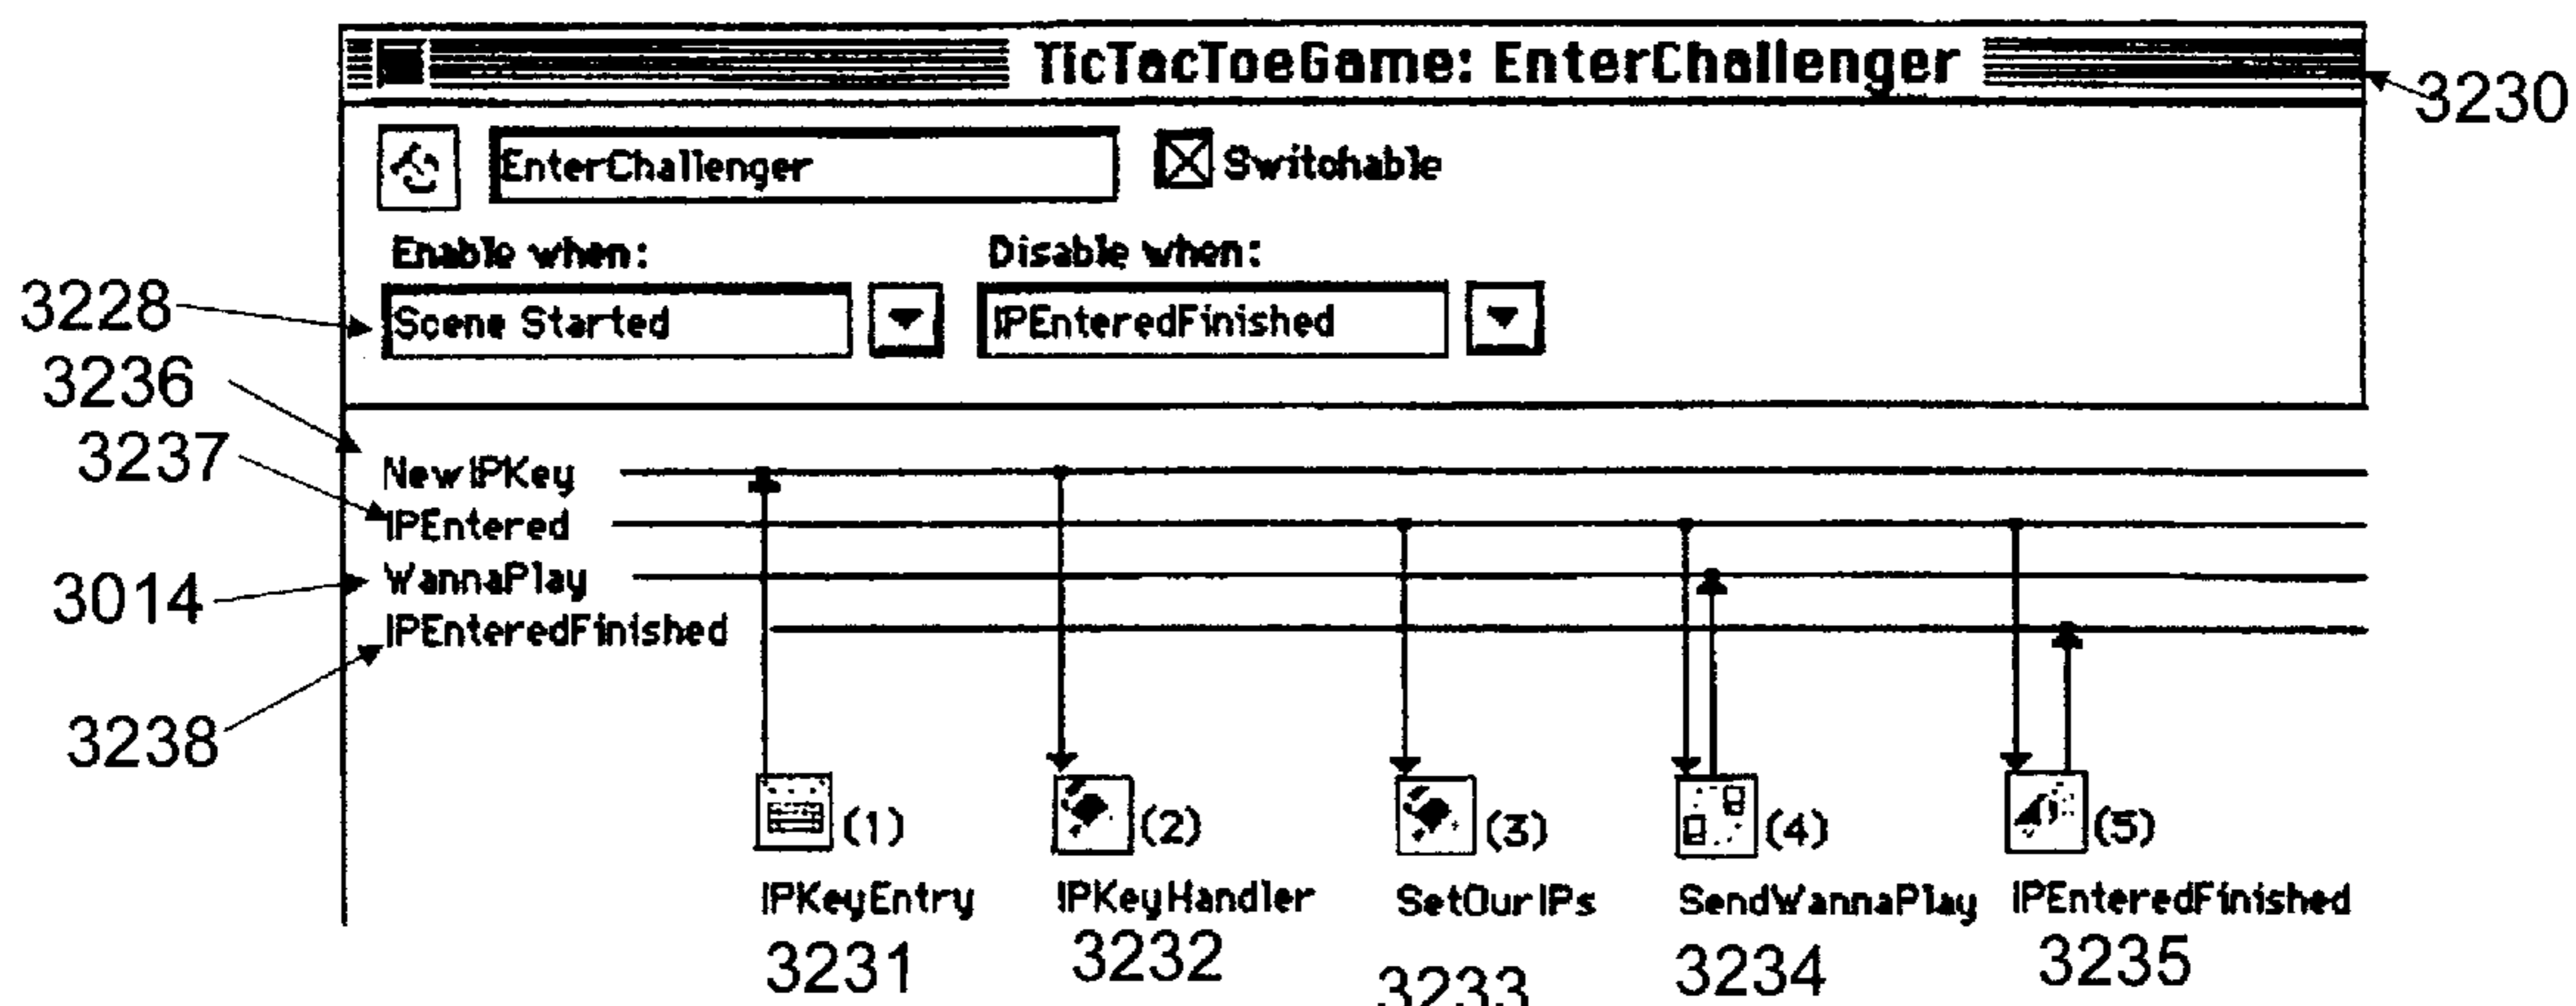 TicTacToeGame: EnterChallenger
3230
EnterChallenger
Switchable
Enable when:
Disable when:
3228
Scene Started
IPEnteredFinished
3236
3237
NewIPKey
IPEntered
3014
WannaPlay
IPEnteredFinished
3238
(1) (2) (3) (4) (5)
IPKeyEntry IPKeyHandler SetOurIPs SendWannaPlay IPEnteredFinished
3231 3232 3233 3234 3235